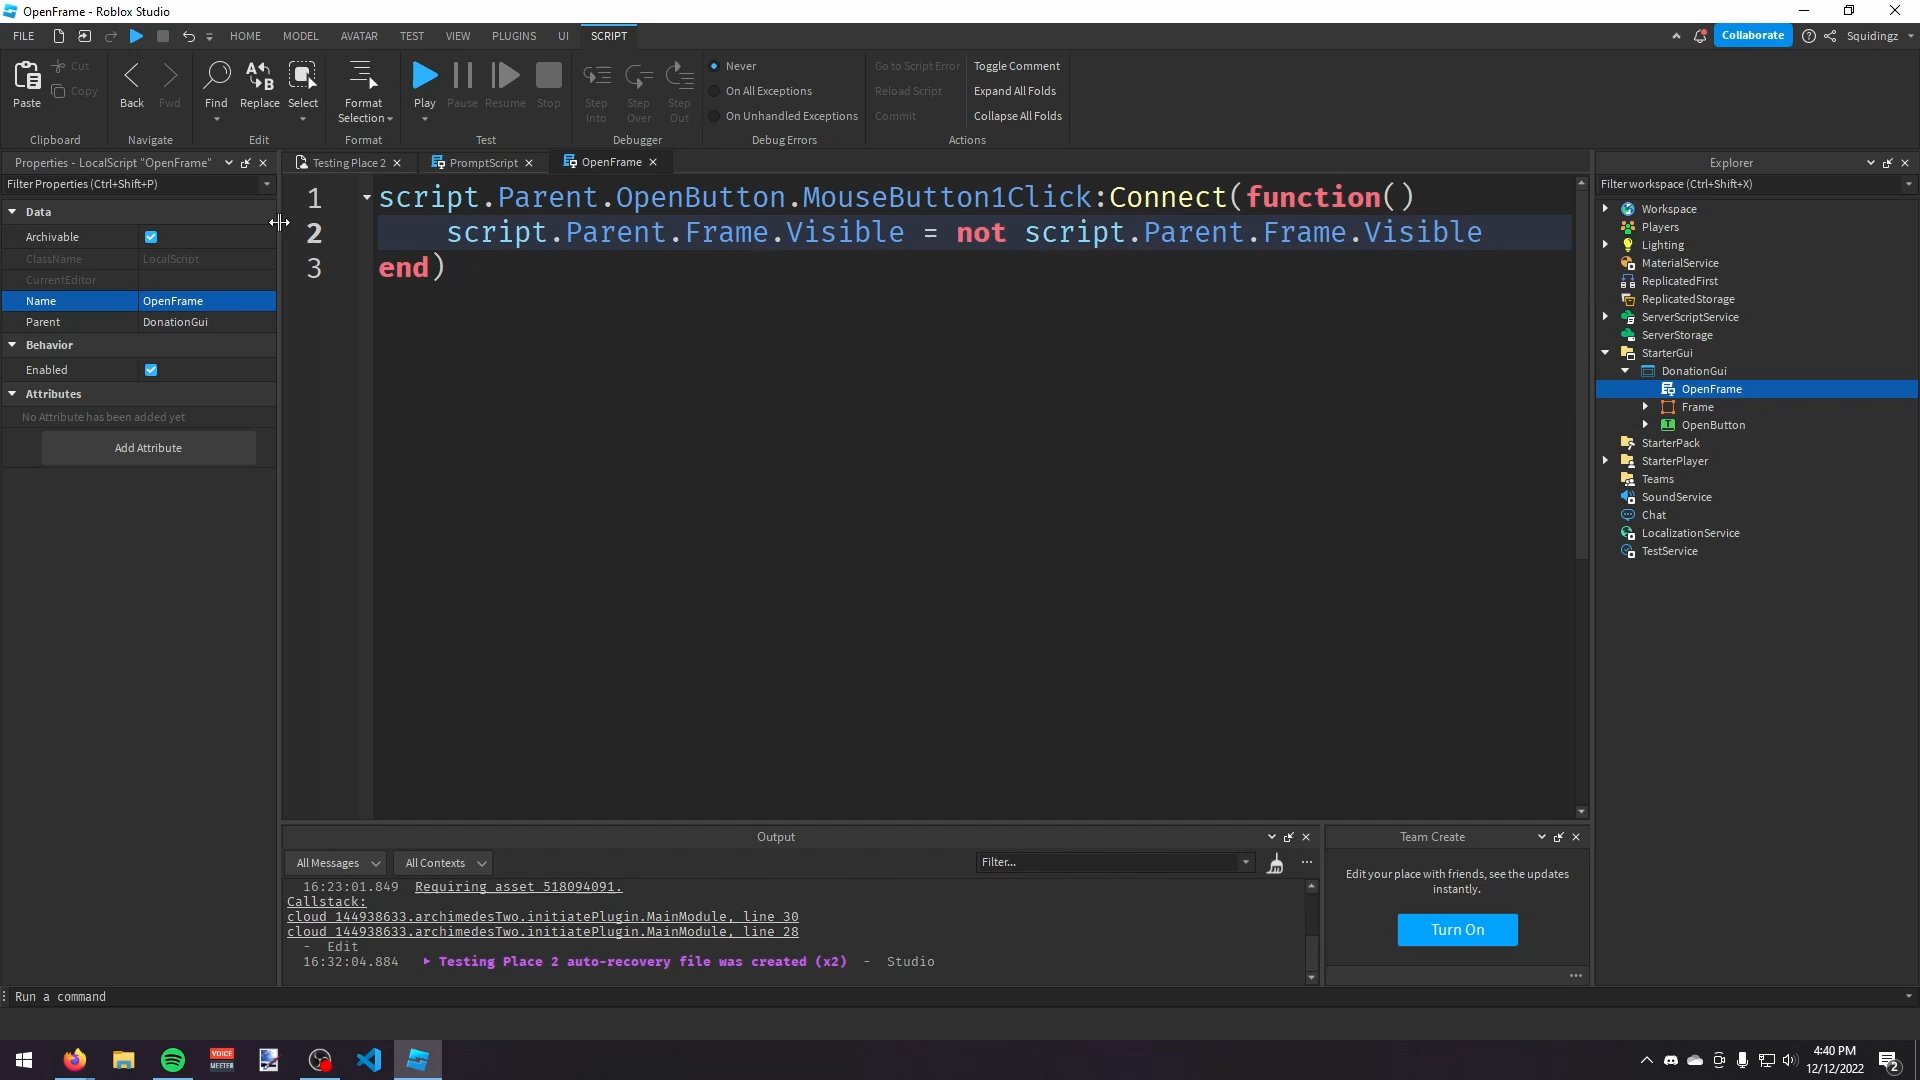 OpenFrame - Roblox Studio
FILE HOME MODEL AVATAR TEST VIEW PLUGINS UI SCRIPT Collaborate Squidingz
Paste Cut Copy Back Fwd Find Replace Select Format Selection Play Pause Resume Stop Step Into Step Over Step Out
Never Go to Script Error Toggle Comment
On All Exceptions Reload Script Expand All Folds
On Unhandled Exceptions Commit Collapse All Folds
Clipboard Navigate Edit Format Test Debugger Debug Errors Actions
Properties - LocalScript "OpenFrame"
Filter Properties (Ctrl+Shift+P)
Data
Archivable
ClassName LocalScript
CurrentEditor
Name OpenFrame
Parent DonationGui
Behavior
Enabled
Attributes
No Attribute has been added yet
Add Attribute
Testing Place 2 PromptScript OpenFrame
1 script.Parent.OpenButton.MouseButton1Click:Connect(function()
2 script.Parent.Frame.Visible = not script.Parent.Frame.Visible
3 end)
Explorer
Filter workspace (Ctrl+Shift+X)
Workspace
Players
Lighting
MaterialService
ReplicatedFirst
ReplicatedStorage
ServerScriptService
ServerStorage
StarterGui
DonationGui
OpenFrame
Frame
OpenButton
StarterPack
StarterPlayer
Teams
SoundService
Chat
LocalizationService
TestService
Output
All Messages All Contexts Filter...
16:23:01.849 Requiring asset 518094091.
Callstack:
cloud_144938633.archimedesTwo.initiatePlugin.MainModule, line 30
cloud_144938633.archimedesTwo.initiatePlugin.MainModule, line 28
- Edit
16:32:04.884 Testing Place 2 auto-recovery file was created (x2) - Studio
Team Create
Edit your place with friends, see the updates
instantly.
Turn On
Run a command
VOICE
MEETER
4:40 PM
12/12/2022
2